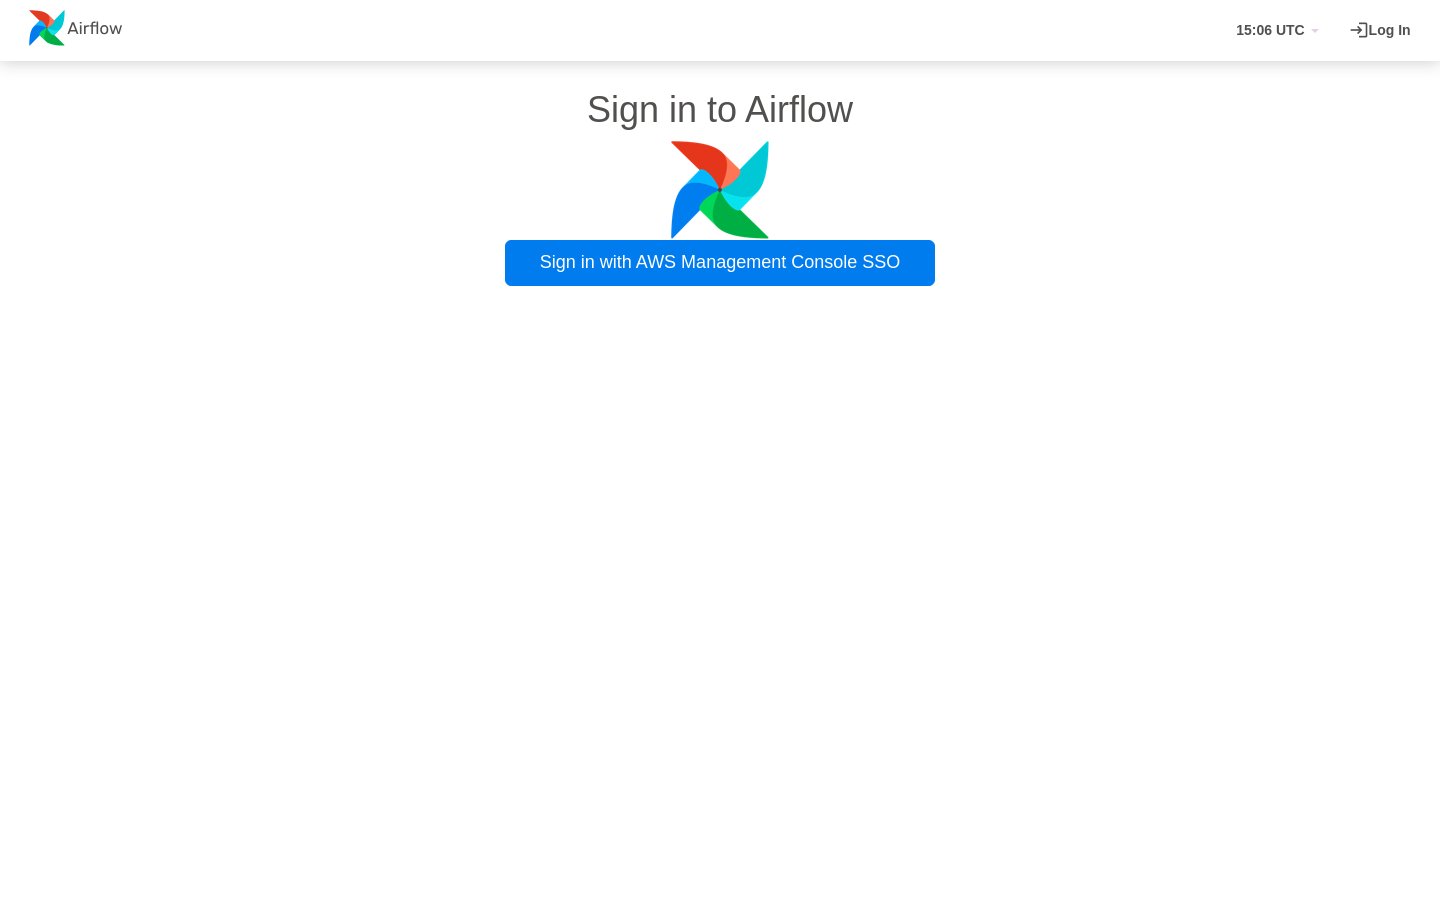 Airflow
15:06 UTC
Log In
Sign in to Airflow
Sign in with AWS Management Console SSO